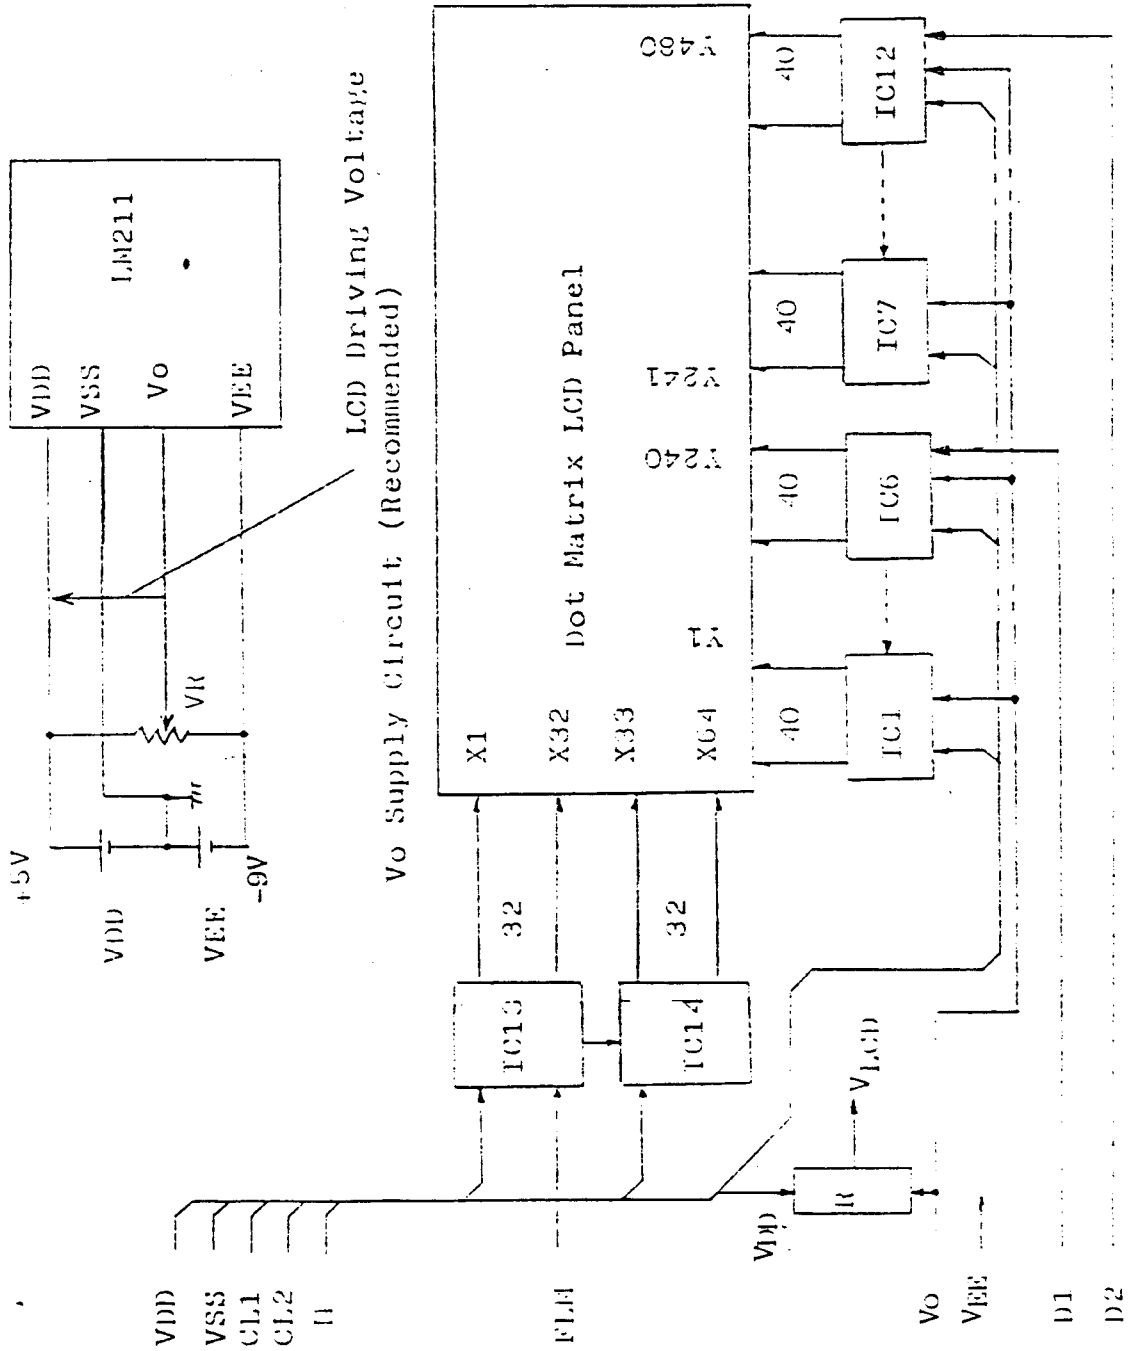 +5V
VDD
VEE
-9V
VR
VDD
VSS
Vo
VEE
LM211
LCD Driving Voltage
Vo Supply Circuit (Recommended)
Dot Matrix LCD Panel
X1
X32
X33
X64
Y1
Y240
Y241
Y480
32
32
IC13
IC14
40
40
40
40
IC1
IC6
IC7
IC12
VDD
VSS
CL1
CL2
M
FLM
VDD
R
VLCD
Vo
VEE
D1
D2